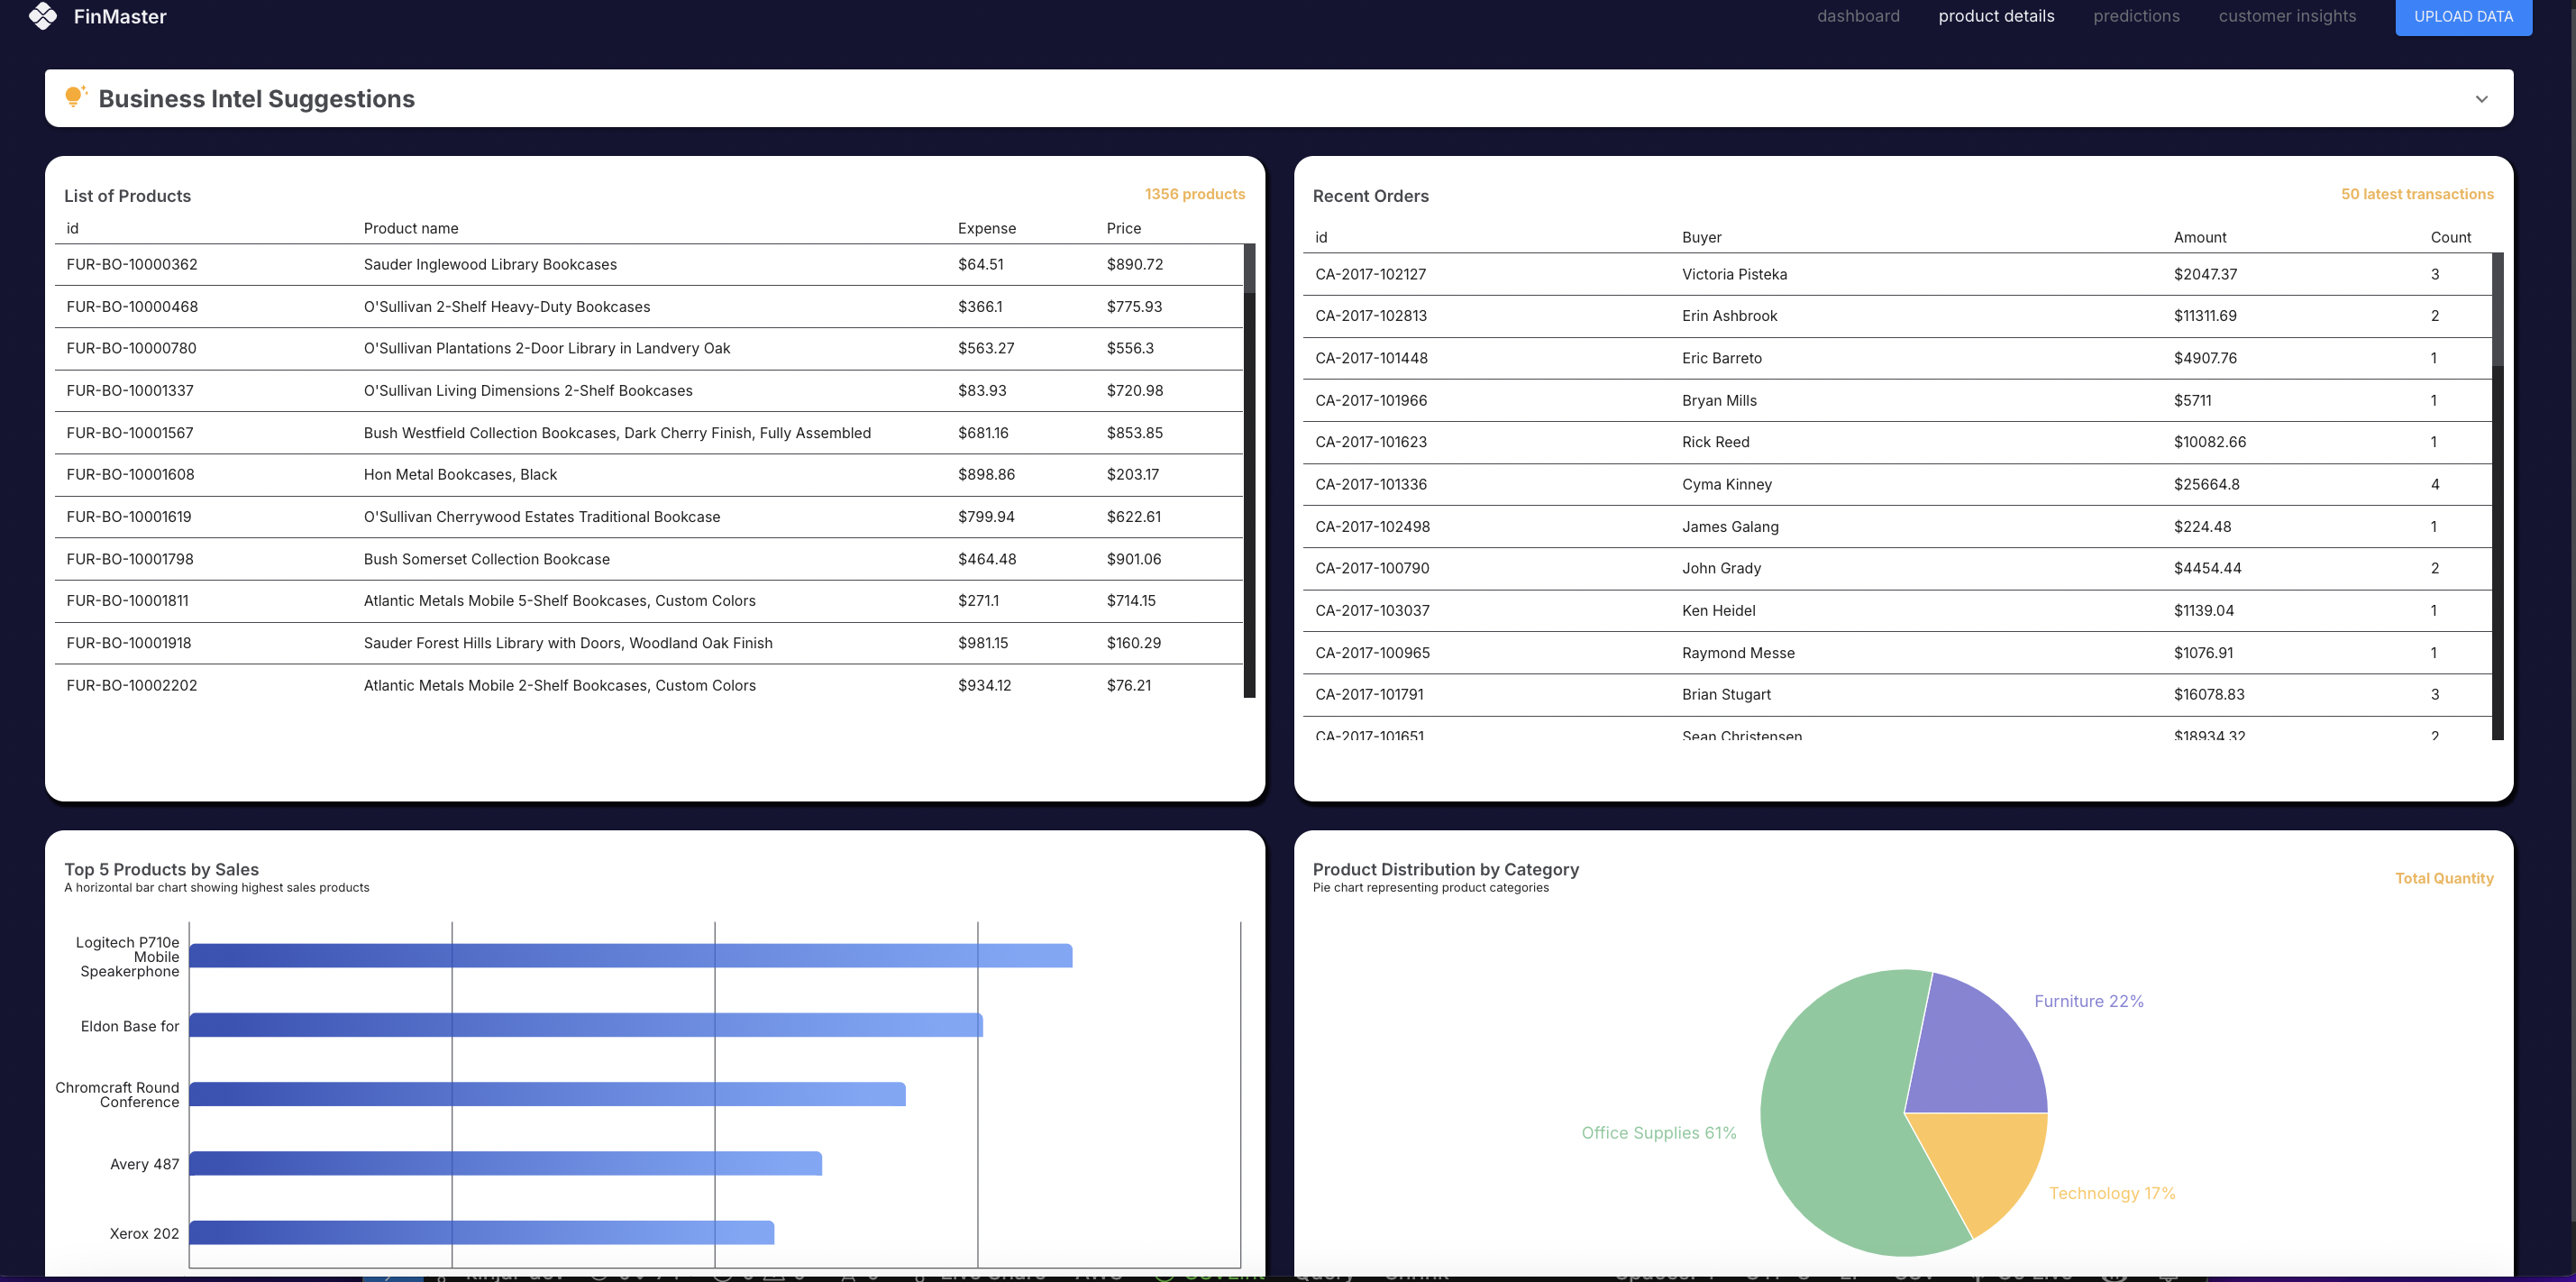 FinMaster
dashboard product details predictions customer insights UPLOAD DATA
Business Intel Suggestions
List of Products 1356 products
id Product name Expense Price
FUR-BO-10000362 Sauder Inglewood Library Bookcases $64.51 $890.72
FUR-BO-10000468 O'Sullivan 2-Shelf Heavy-Duty Bookcases $366.1 $775.93
FUR-BO-10000780 O'Sullivan Plantations 2-Door Library in Landvery Oak $563.27 $556.3
FUR-BO-10001337 O'Sullivan Living Dimensions 2-Shelf Bookcases $83.93 $720.98
FUR-BO-10001567 Bush Westfield Collection Bookcases, Dark Cherry Finish, Fully Assembled $681.16 $853.85
FUR-BO-10001608 Hon Metal Bookcases, Black $898.86 $203.17
FUR-BO-10001619 O'Sullivan Cherrywood Estates Traditional Bookcase $799.94 $622.61
FUR-BO-10001798 Bush Somerset Collection Bookcase $464.48 $901.06
FUR-BO-10001811 Atlantic Metals Mobile 5-Shelf Bookcases, Custom Colors $271.1 $714.15
FUR-BO-10001918 Sauder Forest Hills Library with Doors, Woodland Oak Finish $981.15 $160.29
FUR-BO-10002202 Atlantic Metals Mobile 2-Shelf Bookcases, Custom Colors $934.12 $76.21
Recent Orders 50 latest transactions
id Buyer Amount Count
CA-2017-102127 Victoria Pisteka $2047.37 3
CA-2017-102813 Erin Ashbrook $11311.69 2
CA-2017-101448 Eric Barreto $4907.76 1
CA-2017-101966 Bryan Mills $5711 1
CA-2017-101623 Rick Reed $10082.66 1
CA-2017-101336 Cyma Kinney $25664.8 4
CA-2017-102498 James Galang $224.48 1
CA-2017-100790 John Grady $4454.44 2
CA-2017-103037 Ken Heidel $1139.04 1
CA-2017-100965 Raymond Messe $1076.91 1
CA-2017-101791 Brian Stugart $16078.83 3
CA-2017-101651 Sean Christensen $18934.32 2
Top 5 Products by Sales
A horizontal bar chart showing highest sales products
Logitech P710e
Mobile
Speakerphone
Eldon Base for
Chromcraft Round
Conference
Avery 487
Xerox 202
Product Distribution by Category
Pie chart representing product categories
Total Quantity
Furniture 22%
Office Supplies 61%
Technology 17%